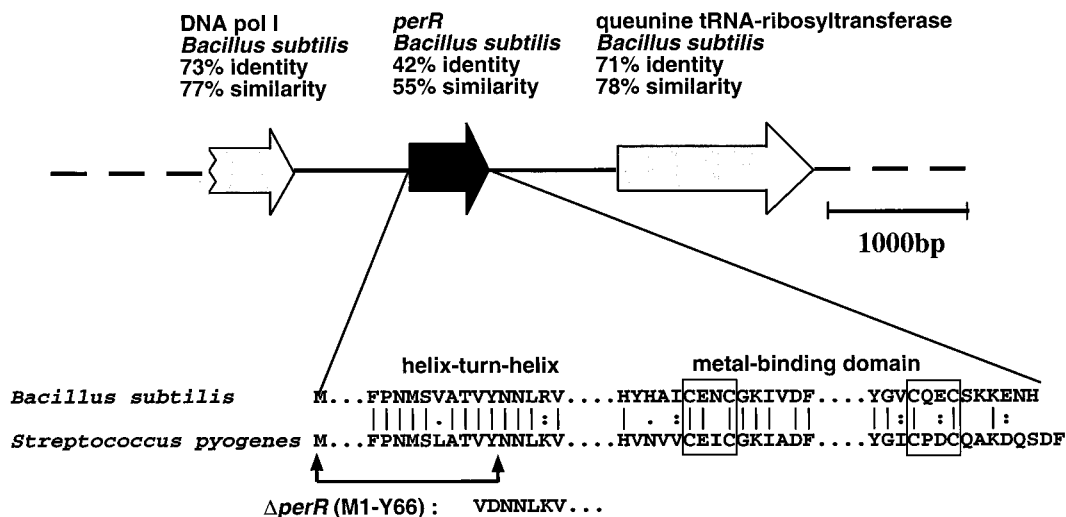 DNA pol I
Bacillus subtilis
73% identity
77% similarity
perR
Bacillus subtilis
42% identity
55% similarity
queunine tRNA-ribosyltransferase
Bacillus subtilis
71% identity
78% similarity
1000bp
helix-turn-helix metal-binding domain
Bacillus subtilis M...FPNMSVATVYNNLRV....HYHAICENCGKIVDF....YGVCQECSKKENH
Streptococcus pyogenes M...FPNMSLATVYNNLKV....HVNVVCEICGKIADF....YGICPDCQAKDQSDF
ΔperR (M1-Y66) : VDNNLKV...